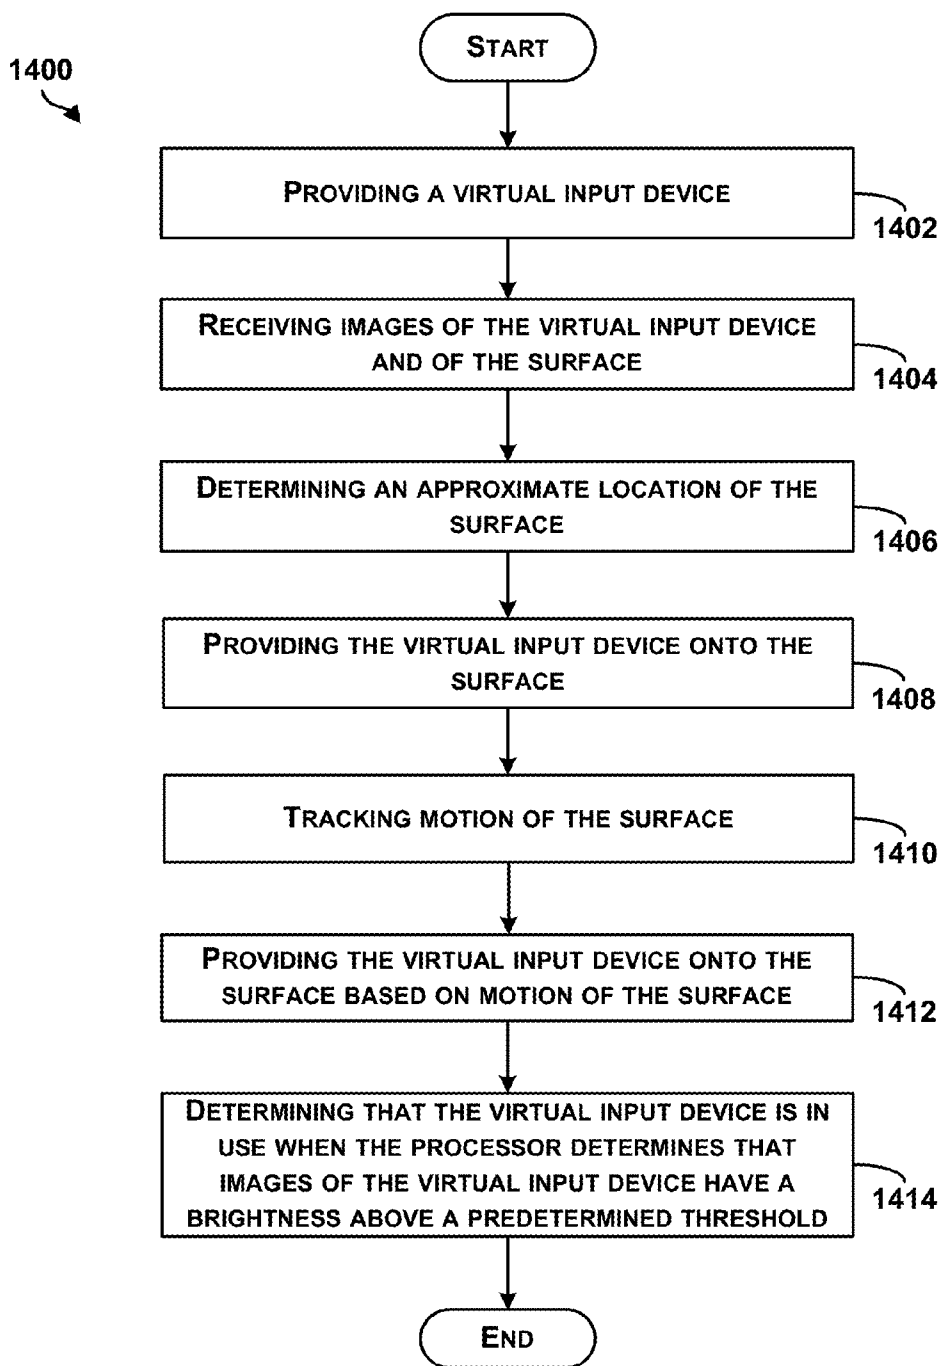 START
1400
PROVIDING A VIRTUAL INPUT DEVICE
1402
RECEIVING IMAGES OF THE VIRTUAL INPUT DEVICE
AND OF THE SURFACE
1404
DETERMINING AN APPROXIMATE LOCATION OF THE
SURFACE
1406
PROVIDING THE VIRTUAL INPUT DEVICE ONTO THE
SURFACE
1408
TRACKING MOTION OF THE SURFACE
1410
PROVIDING THE VIRTUAL INPUT DEVICE ONTO THE
SURFACE BASED ON MOTION OF THE SURFACE
1412
DETERMINING THAT THE VIRTUAL INPUT DEVICE IS IN
USE WHEN THE PROCESSOR DETERMINES THAT
IMAGES OF THE VIRTUAL INPUT DEVICE HAVE A
BRIGHTNESS ABOVE A PREDETERMINED THRESHOLD
1414
END